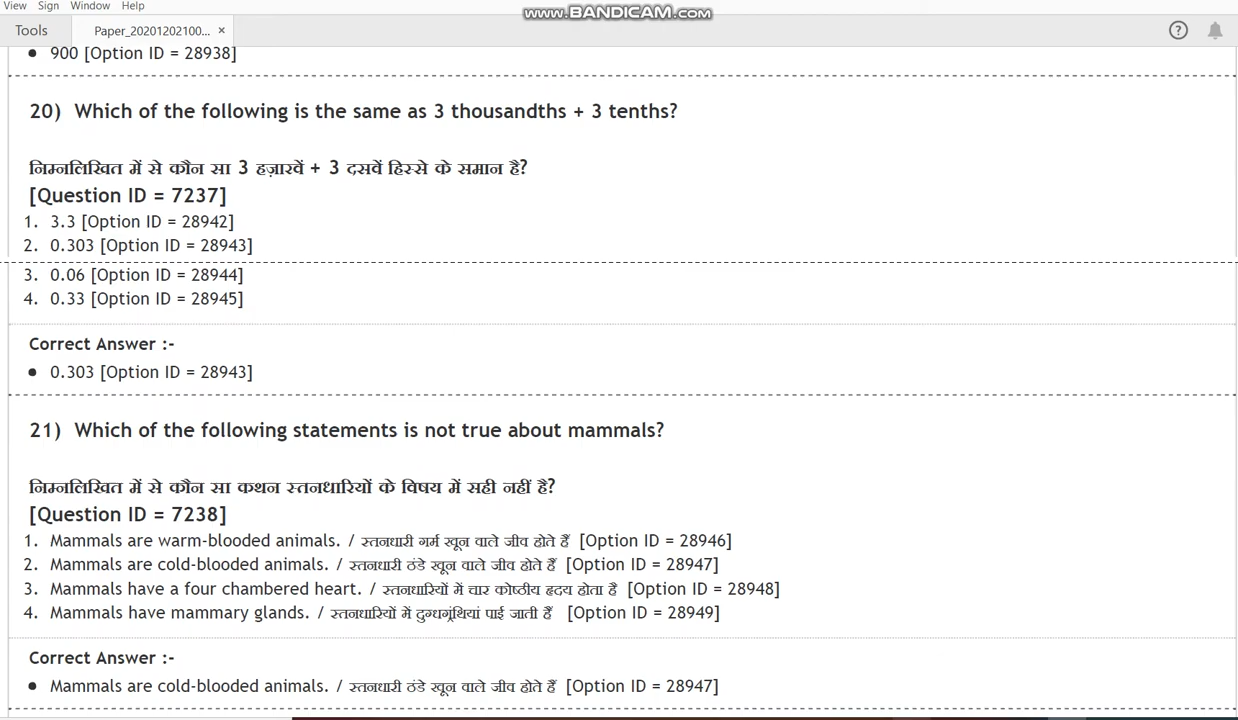 View Sign Window Help
www.BANDICAM.com
Tools Paper_20201202100... ×
900 [Option ID = 28938]
20) Which of the following is the same as 3 thousandths + 3 tenths?
निम्नलिखित में से कौन सा 3 हज़ारवें + 3 दसवें हिस्से के समान है?
[Question ID = 7237]
1. 3.3 [Option ID = 28942]
2. 0.303 [Option ID = 28943]
3. 0.06 [Option ID = 28944]
4. 0.33 [Option ID = 28945]
Correct Answer :-
0.303 [Option ID = 28943]
21) Which of the following statements is not true about mammals?
निम्नलिखित में से कौन सा कथन स्तनधारियों के विषय में सही नहीं है?
[Question ID = 7238]
1. Mammals are warm-blooded animals. / स्तनधारी गर्म खून वाले जीव होते हैं [Option ID = 28946]
2. Mammals are cold-blooded animals. / स्तनधारी ठंडे खून वाले जीव होते हैं [Option ID = 28947]
3. Mammals have a four chambered heart. / स्तनधारियों में चार कोष्ठीय हृदय होता है [Option ID = 28948]
4. Mammals have mammary glands. / स्तनधारियों में दुग्धग्रंथियां पाई जाती हैं [Option ID = 28949]
Correct Answer :-
Mammals are cold-blooded animals. / स्तनधारी ठंडे खून वाले जीव होते हैं [Option ID = 28947]